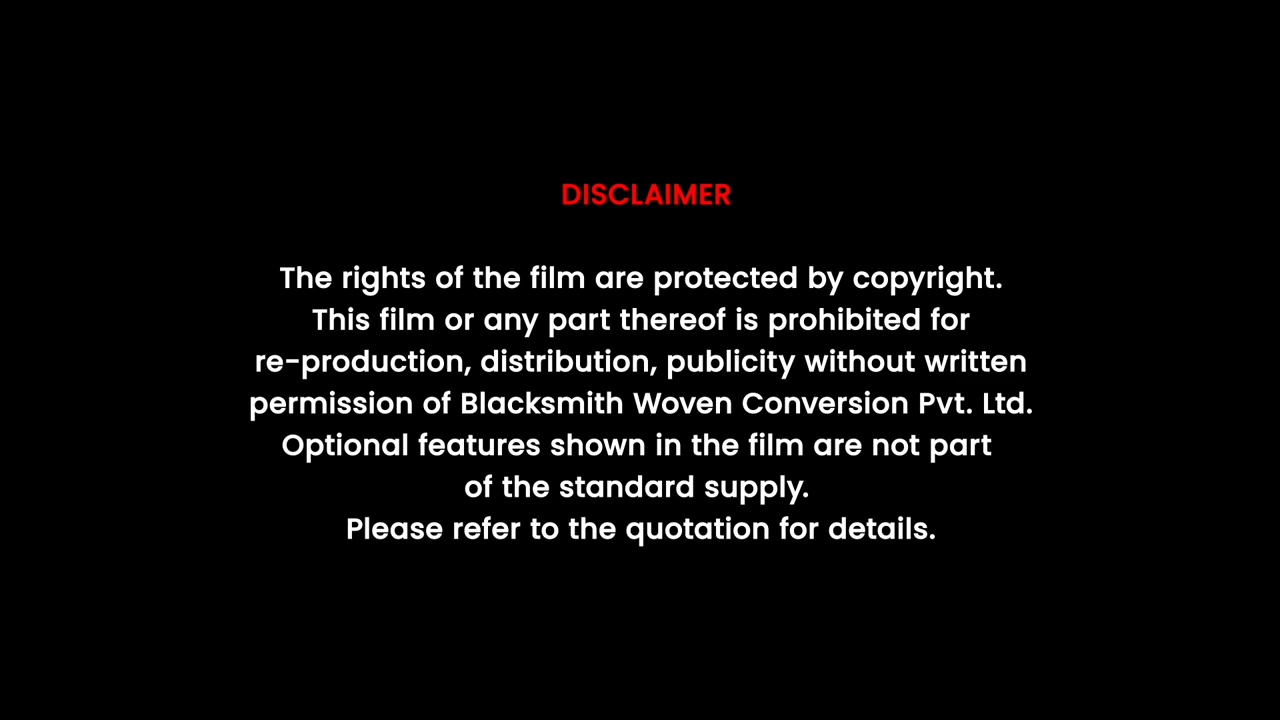 DISCLAIMER
The rights of the film are protected by copyright.
This film or any part thereof is prohibited for
re-production, distribution, publicity without written
permission of Blacksmith Woven Conversion Pvt. Ltd.
Optional features shown in the film are not part
of the standard supply.
Please refer to the quotation for details.